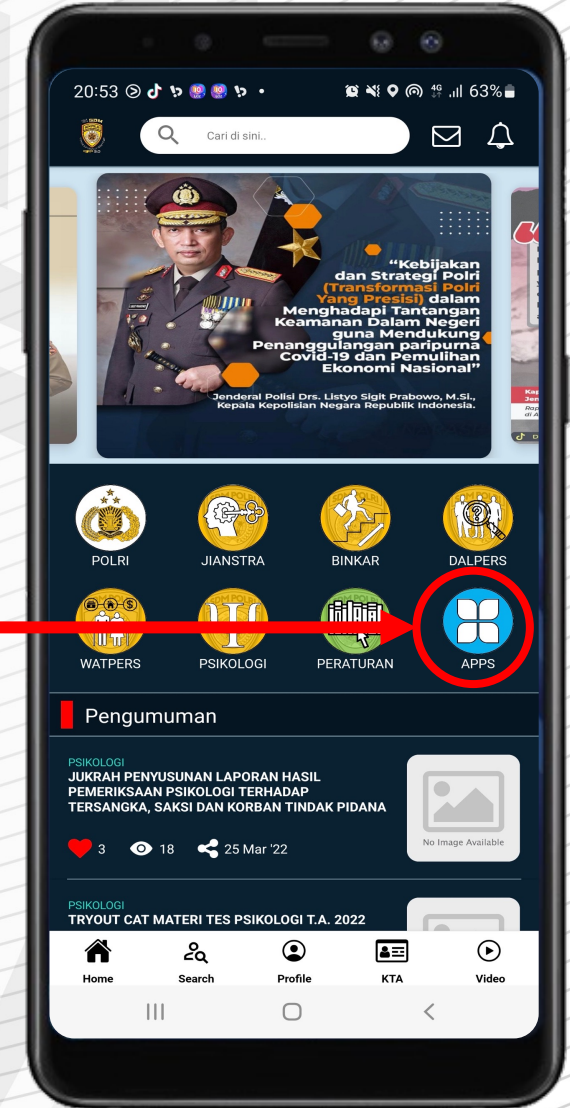 20:53
4G
63%
Cari di sini..
“Kebijakan
dan Strategi Polri
(Transformasi Polri
Yang Presisi) dalam
Menghadapi Tantangan
Keamanan Dalam Negeri
guna Mendukung
Penanggulangan paripurna
Covid-19 dan Pemulihan
Ekonomi Nasional”
Jenderal Polisi Drs. Listyo Sigit Prabowo, M.Si.,
Kepala Kepolisian Negara Republik Indonesia.
POLRI
JIANSTRA
BINKAR
DALPERS
WATPERS
PSIKOLOGI
PERATURAN
APPS
Pengumuman
PSIKOLOGI
JUKRAH PENYUSUNAN LAPORAN HASIL
PEMERIKSAAN PSIKOLOGI TERHADAP
TERSANGKA, SAKSI DAN KORBAN TINDAK PIDANA
No Image Available
3
18
25 Mar '22
PSIKOLOGI
TRYOUT CAT MATERI TES PSIKOLOGI T.A. 2022
Home
Search
Profile
KTA
Video